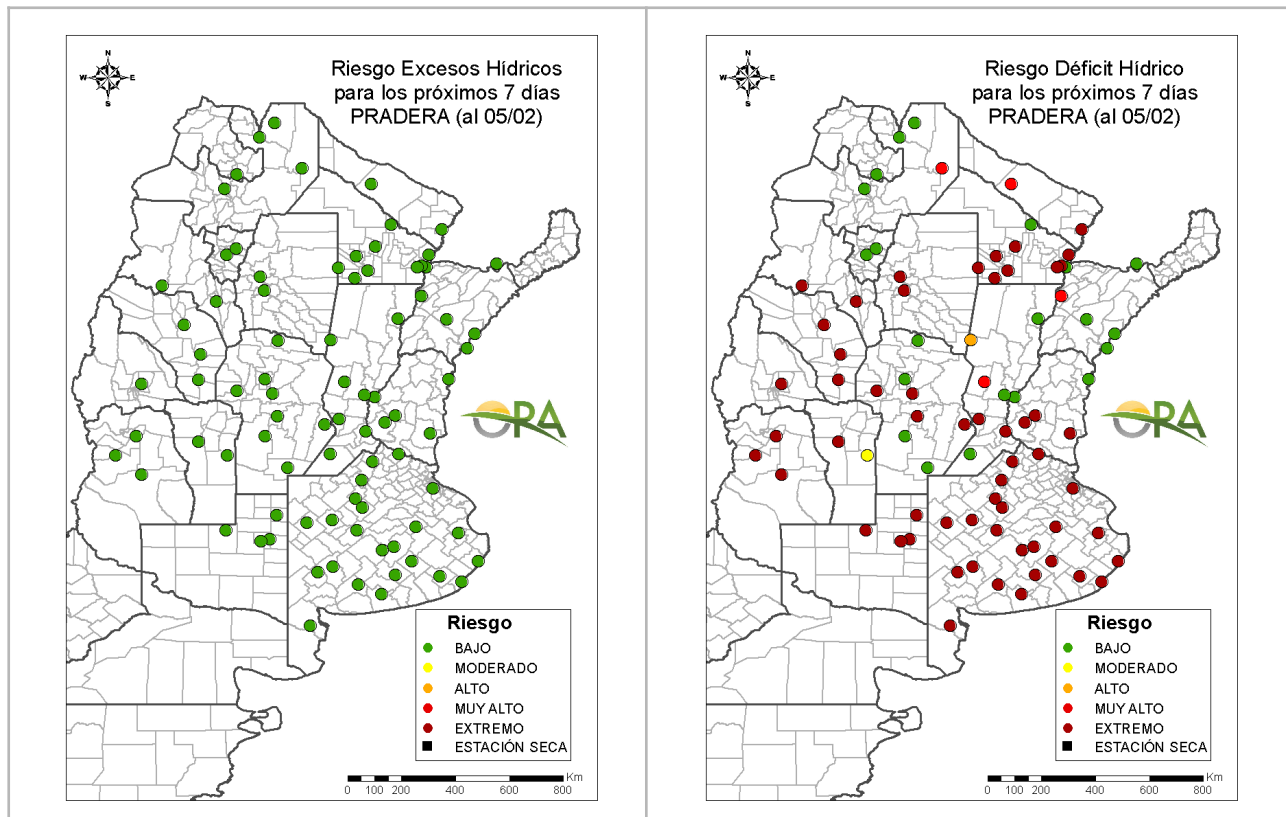 N
W E
S
Riesgo Excesos Hídricos
para los próximos 7 días
PRADERA (al 05/02)
ORA
Riesgo
BAJO
MODERADO
ALTO
MUY ALTO
EXTREMO
ESTACIÓN SECA
Km
0 100 200 400 600 800
N
W E
S
Riesgo Déficit Hídrico
para los próximos 7 días
PRADERA (al 05/02)
ORA
Riesgo
BAJO
MODERADO
ALTO
MUY ALTO
EXTREMO
ESTACIÓN SECA
Km
0 100 200 400 600 800